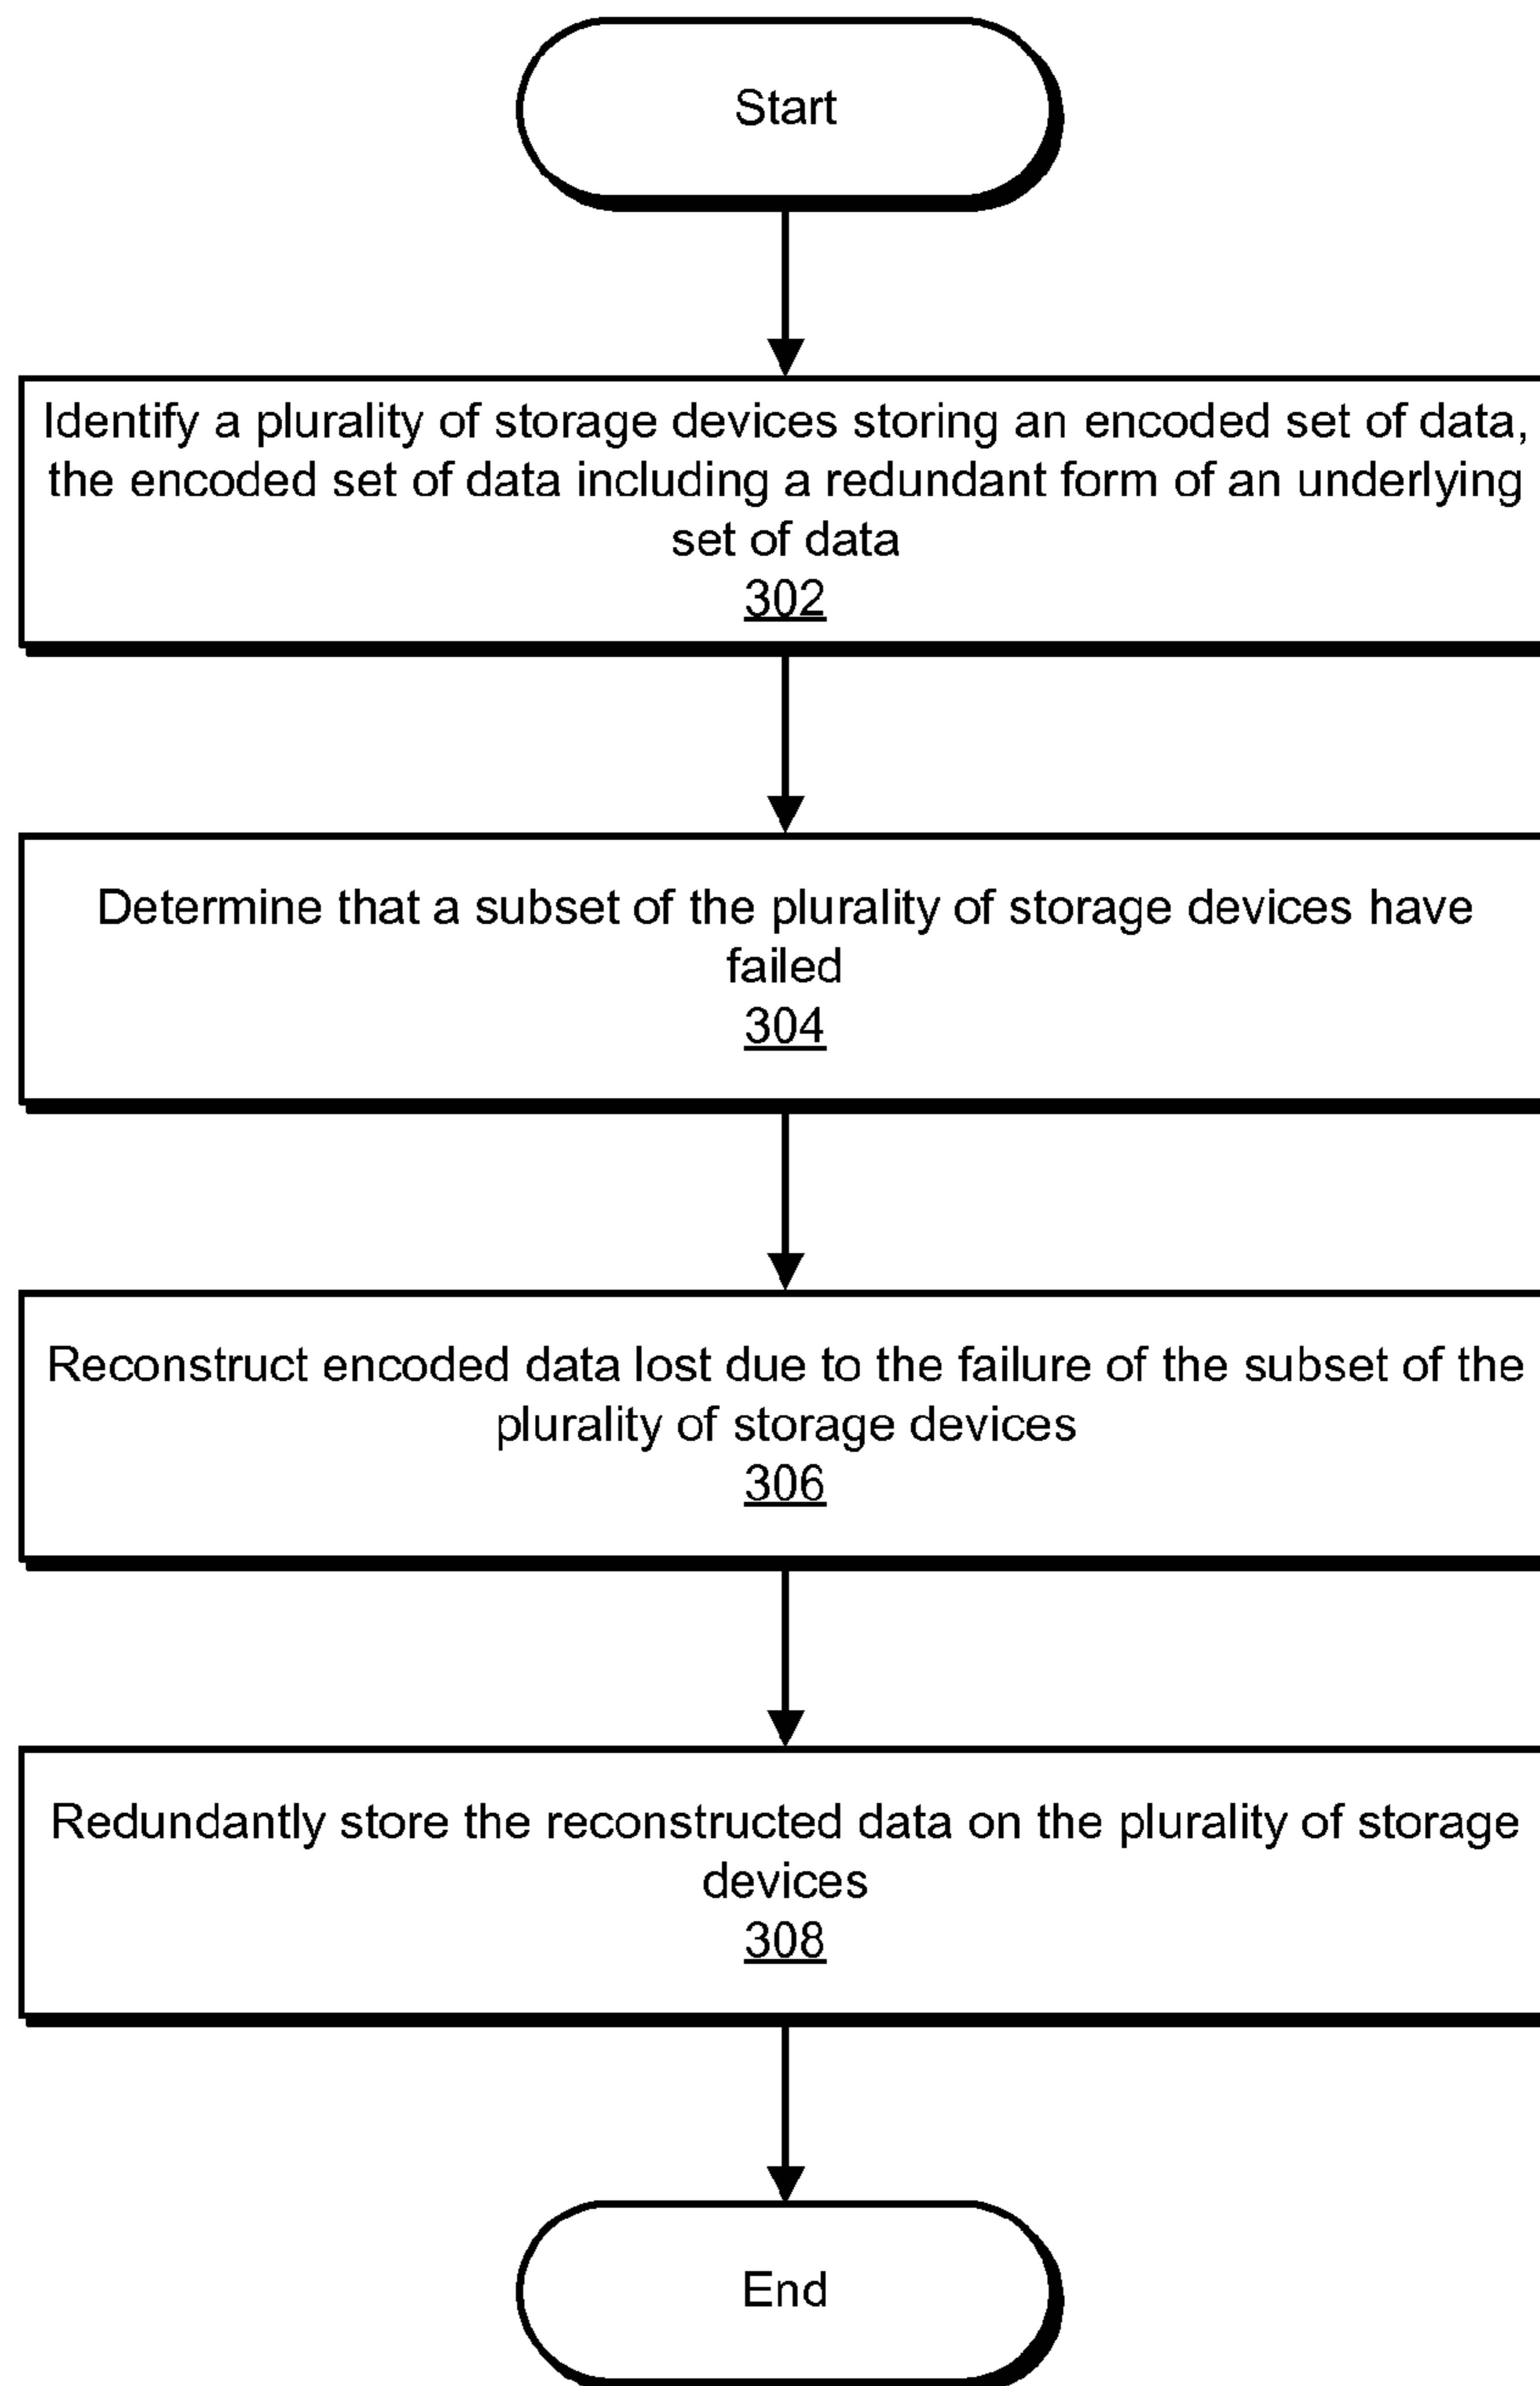 Start
Identify a plurality of storage devices storing an encoded set of data,
the encoded set of data including a redundant form of an underlying
set of data
302
Determine that a subset of the plurality of storage devices have
failed
304
Reconstruct encoded data lost due to the failure of the subset of the
plurality of storage devices
306
Redundantly store the reconstructed data on the plurality of storage
devices
308
End